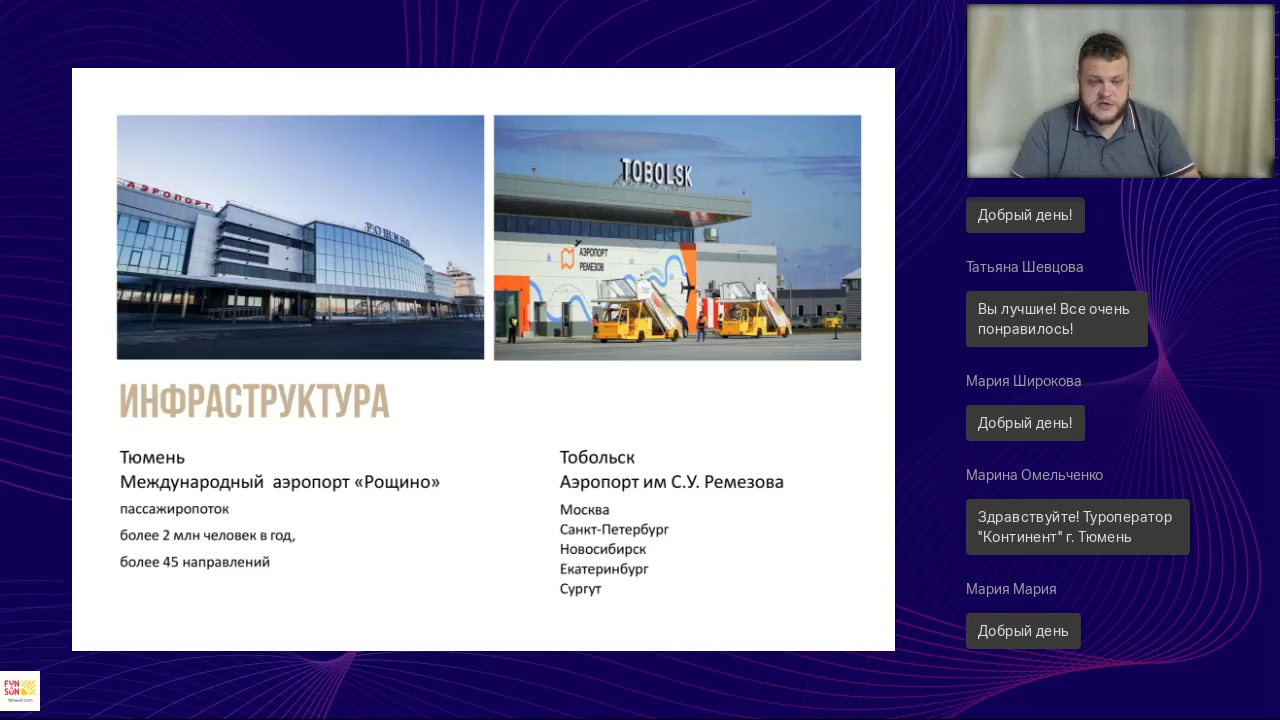 АЭРОПОРТ
РОЩИНО
TOBOLSK
АЭРОПОРТ
РЕМЕЗОВ
ИНФРАСТРУКТУРА
Тюмень
Международный аэропорт «Рощино»
пассажиропоток
более 2 млн человек в год,
более 45 направлений
Тобольск
Аэропорт им С.У. Ремезова
Москва
Санкт-Петербург
Новосибирск
Екатеринбург
Сургут
Добрый день!
Татьяна Шевцова
Вы лучшие! Все очень
понравилось!
Мария Широкова
Добрый день!
Марина Омельченко
Здравствуйте! Туроператор
"Континент" г. Тюмень
Мария Мария
Добрый день
FUN
SUN